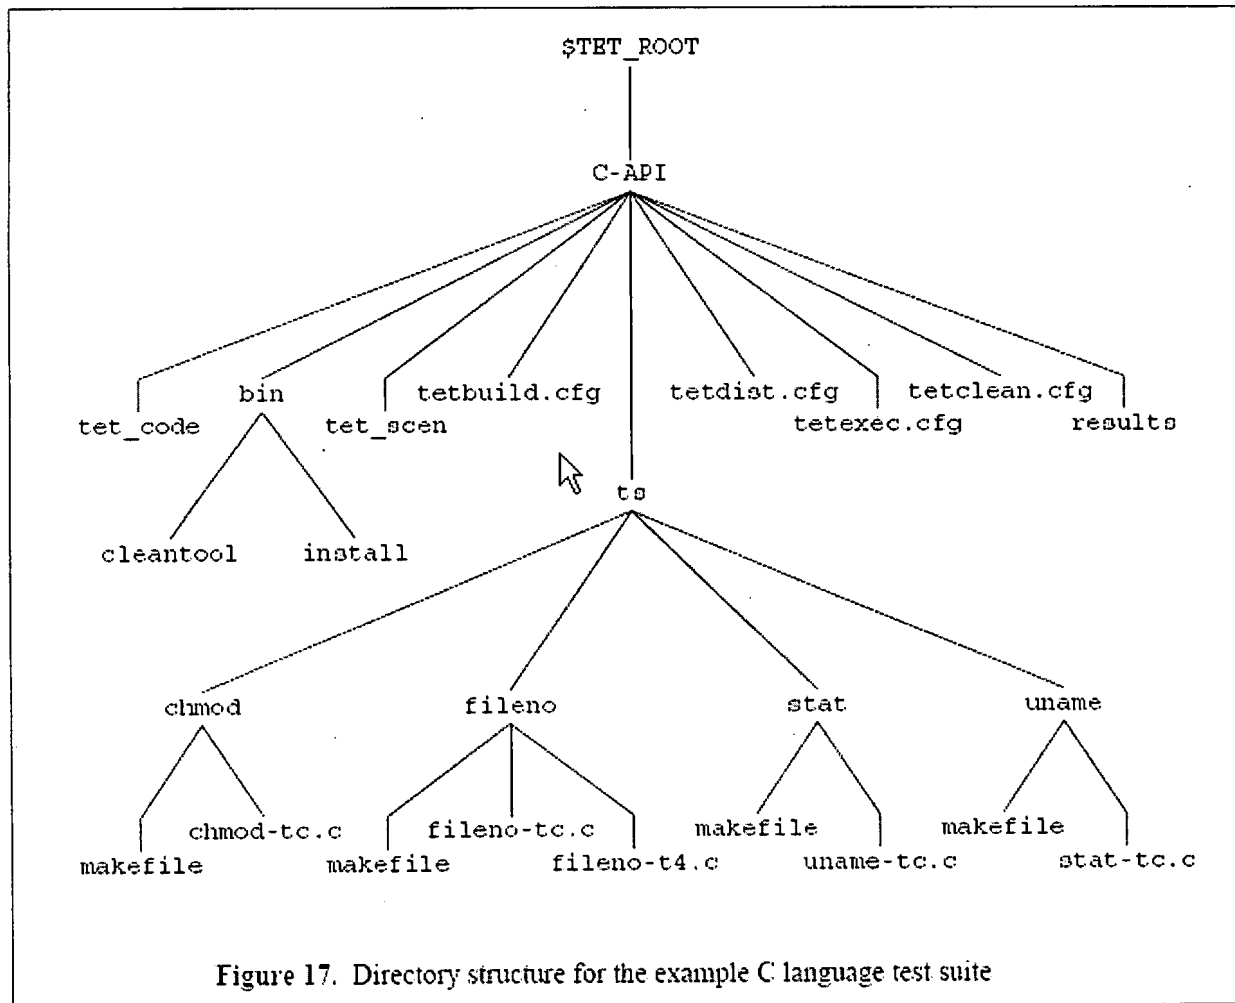 $TET_ROOT
C-API
bin tetbuild.cfg tetdist.cfg tetclean.cfg
tet_code tet_scen tetexec.cfg results
ts
cleantool install
chmod fileno stat uname
chmod-tc.c fileno-tc.c makefile makefile
makefile makefile fileno-t4.c uname-tc.c stat-tc.c
Figure 17. Directory structure for the example C language test suite